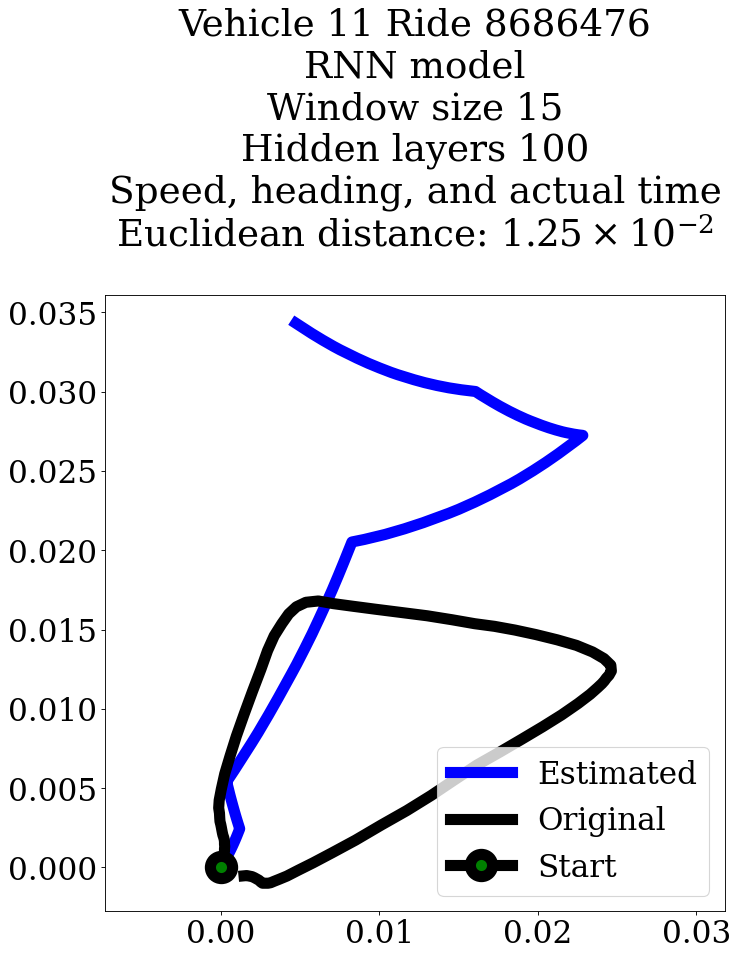 Vehicle 11 Ride 8686476
RNN model
Window size 15
Hidden layers 100
Speed, heading, and actual time
Euclidean distance: 1.25 × 10⁻²
0.035
0.030
0.025
0.020
0.015
0.010
0.005
0.000
Estimated
Original
Start
0.00 0.01 0.02 0.03